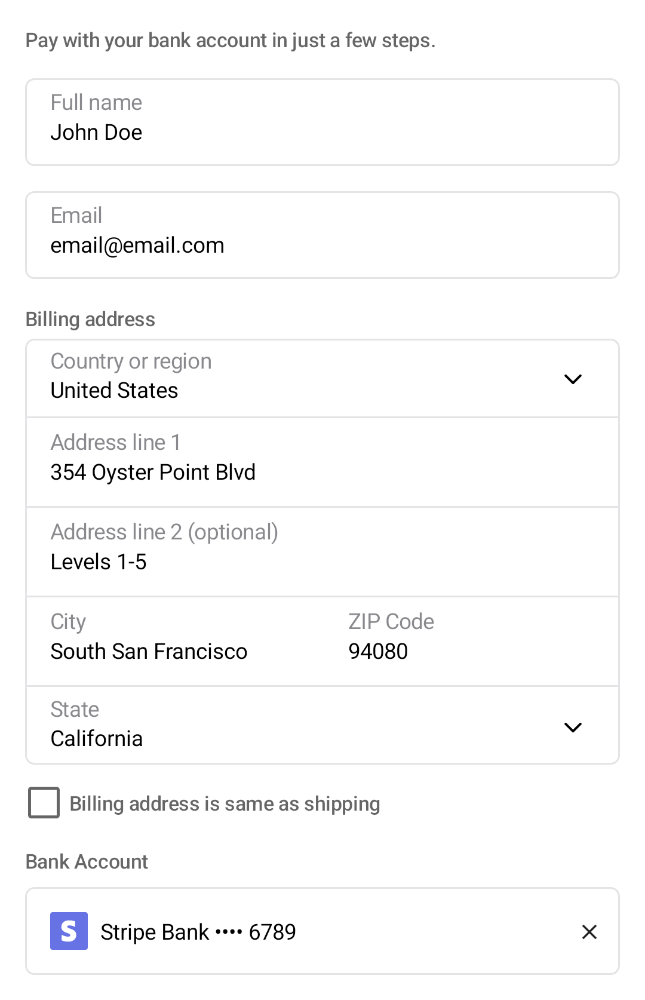 Pay with your bank account in just a few steps.
Full name
John Doe
Email
email@email.com
Billing address
Country or region
United States
Address line 1
354 Oyster Point Blvd
Address line 2 (optional)
Levels 1-5
City ZIP Code
South San Francisco 94080
State
California
Billing address is same as shipping
Bank Account
S Stripe Bank •••• 6789